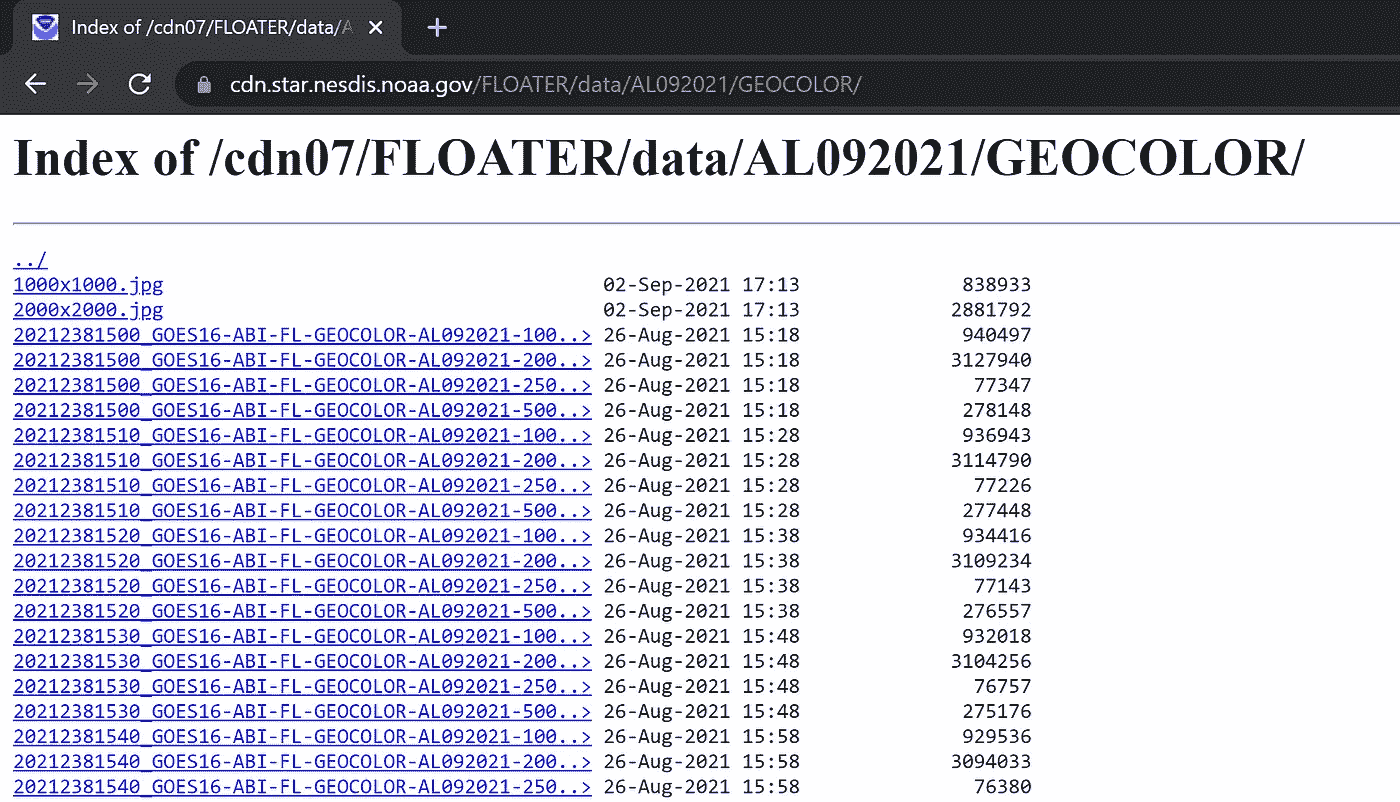 Index of /cdn07/FLOATER/data/A
cdn.star.nesdis.noaa.gov/FLOATER/data/AL092021/GEOCOLOR/
Index of /cdn07/FLOATER/data/AL092021/GEOCOLOR/
../
1000x1000.jpg 02-Sep-2021 17:13 838933
2000x2000.jpg 02-Sep-2021 17:13 2881792
20212381500_GOES16-ABI-FL-GEOCOLOR-AL092021-100..> 26-Aug-2021 15:18 940497
20212381500_GOES16-ABI-FL-GEOCOLOR-AL092021-200..> 26-Aug-2021 15:18 3127940
20212381500_GOES16-ABI-FL-GEOCOLOR-AL092021-250..> 26-Aug-2021 15:18 77347
20212381500_GOES16-ABI-FL-GEOCOLOR-AL092021-500..> 26-Aug-2021 15:18 278148
20212381510_GOES16-ABI-FL-GEOCOLOR-AL092021-100..> 26-Aug-2021 15:28 936943
20212381510_GOES16-ABI-FL-GEOCOLOR-AL092021-200..> 26-Aug-2021 15:28 3114790
20212381510_GOES16-ABI-FL-GEOCOLOR-AL092021-250..> 26-Aug-2021 15:28 77226
20212381510_GOES16-ABI-FL-GEOCOLOR-AL092021-500..> 26-Aug-2021 15:28 277448
20212381520_GOES16-ABI-FL-GEOCOLOR-AL092021-100..> 26-Aug-2021 15:38 934416
20212381520_GOES16-ABI-FL-GEOCOLOR-AL092021-200..> 26-Aug-2021 15:38 3109234
20212381520_GOES16-ABI-FL-GEOCOLOR-AL092021-250..> 26-Aug-2021 15:38 77143
20212381520_GOES16-ABI-FL-GEOCOLOR-AL092021-500..> 26-Aug-2021 15:38 276557
20212381530_GOES16-ABI-FL-GEOCOLOR-AL092021-100..> 26-Aug-2021 15:48 932018
20212381530_GOES16-ABI-FL-GEOCOLOR-AL092021-200..> 26-Aug-2021 15:48 3104256
20212381530_GOES16-ABI-FL-GEOCOLOR-AL092021-250..> 26-Aug-2021 15:48 76757
20212381530_GOES16-ABI-FL-GEOCOLOR-AL092021-500..> 26-Aug-2021 15:48 275176
20212381540_GOES16-ABI-FL-GEOCOLOR-AL092021-100..> 26-Aug-2021 15:58 929536
20212381540_GOES16-ABI-FL-GEOCOLOR-AL092021-200..> 26-Aug-2021 15:58 3094033
20212381540_GOES16-ABI-FL-GEOCOLOR-AL092021-250..> 26-Aug-2021 15:58 76380